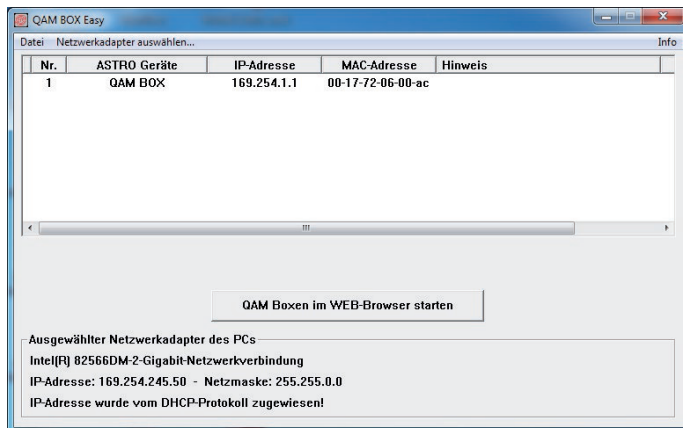 QAM BOX Easy
Datei Netzwerkadapter auswählen... Info
Nr. ASTRO Geräte IP-Adresse MAC-Adresse Hinweis
1 QAM BOX 169.254.1.1 00-17-72-06-00-ac
QAM Boxen im WEB-Browser starten
Ausgewählter Netzwerkadapter des PCs
Intel(R) 82566DM-2-Gigabit-Netzwerkverbindung
IP-Adresse: 169.254.245.50 - Netzmaske: 255.255.0.0
IP-Adresse wurde vom DHCP-Protokoll zugewiesen!